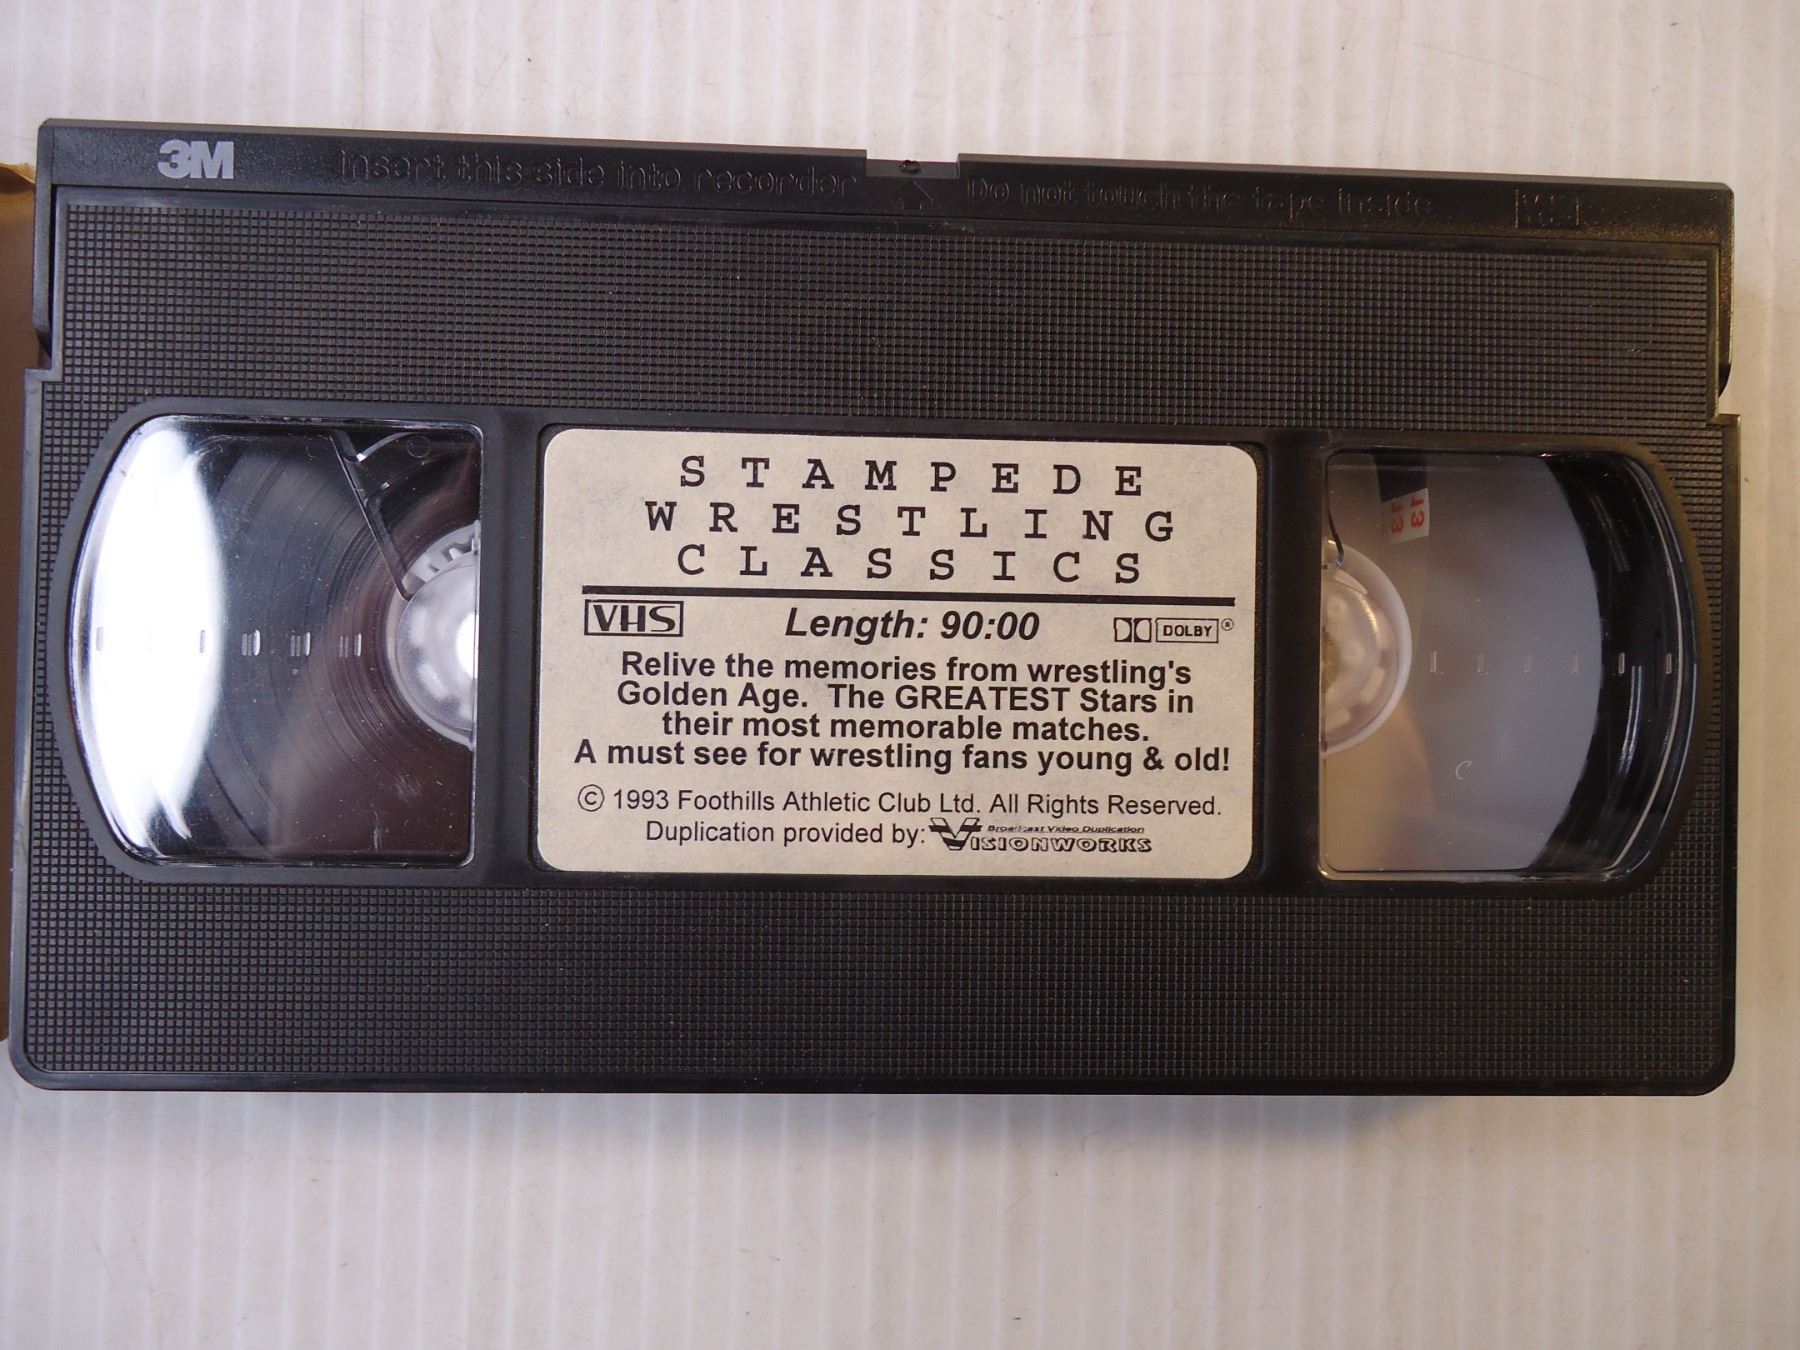 3M
Insert this side into recorder
Do not touch the tape inside
STAMPEDE
WRESTLING
CLASSICS
VHS
Length: 90:00
DOLBY®
Relive the memories from wrestling's
Golden Age. The GREATEST Stars in
their most memorable matches.
A must see for wrestling fans young & old!
© 1993 Foothills Athletic Club Ltd. All Rights Reserved.
Duplication provided by:
Broadcast Video Duplication
VISIONWORKS